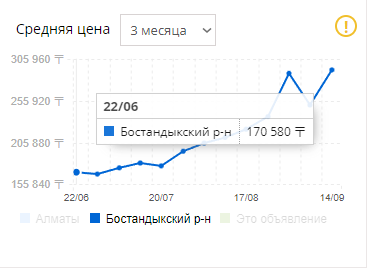 Средняя цена
3 месяца
305 960 〒
255 920 〒
205 880 〒
155 840 〒
22/06
Бостандыкский р-н 170 580 〒
22/06 20/07 17/08 14/09
Алматы Бостандыкский р-н Это объявление